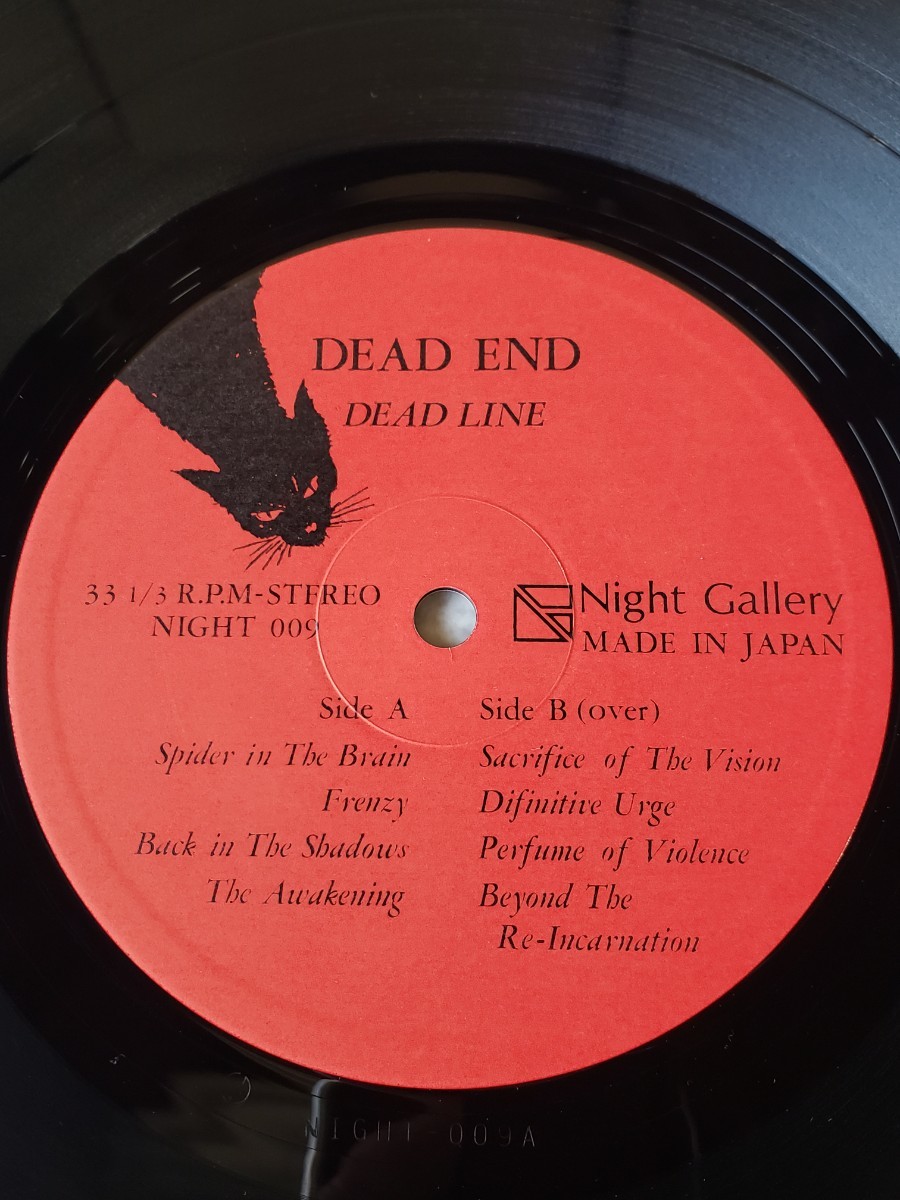 DEAD END
DEAD LINE
33 1/3 R.P.M-STEREO
NIGHT 009
Night Gallery
MADE IN JAPAN
Side A
Spider in The Brain
Frenzy
Back in The Shadows
The Awakening
Side B (over)
Sacrifice of The Vision
Difinitive Urge
Perfume of Violence
Beyond The
Re-Incarnation
NIGHT-009A